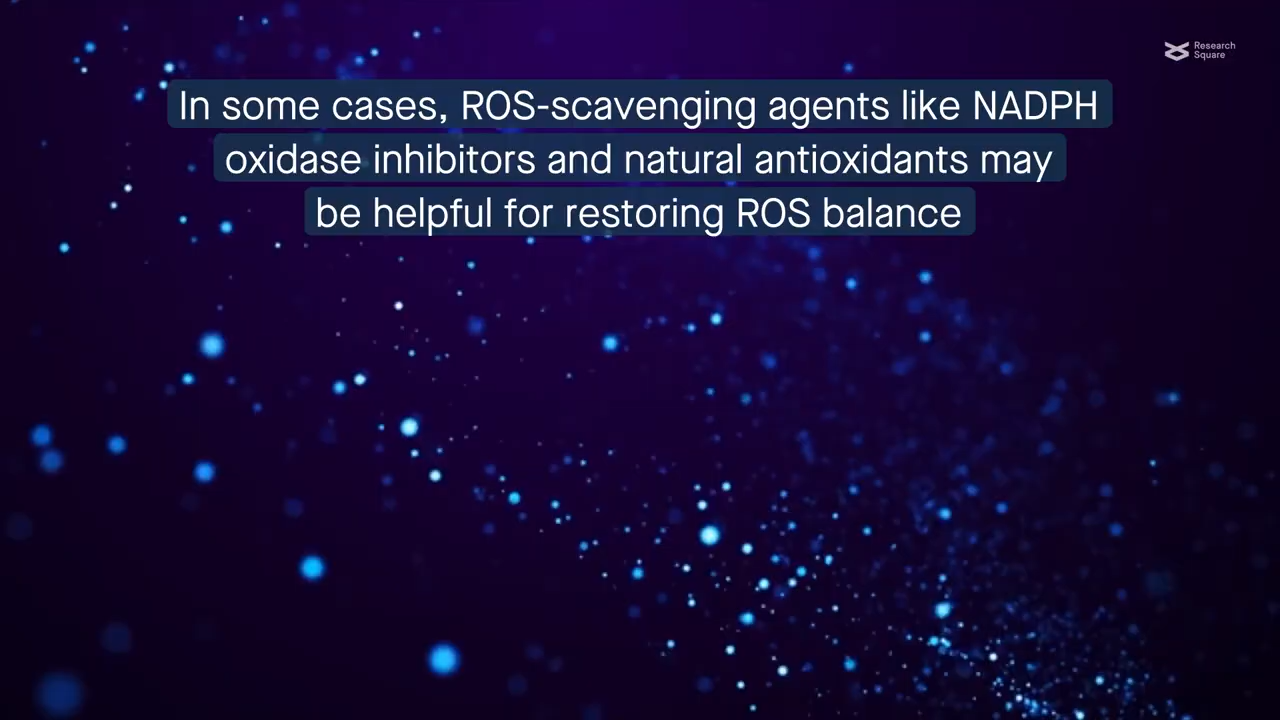 Research
Square
In some cases, ROS-scavenging agents like NADPH
oxidase inhibitors and natural antioxidants may
be helpful for restoring ROS balance